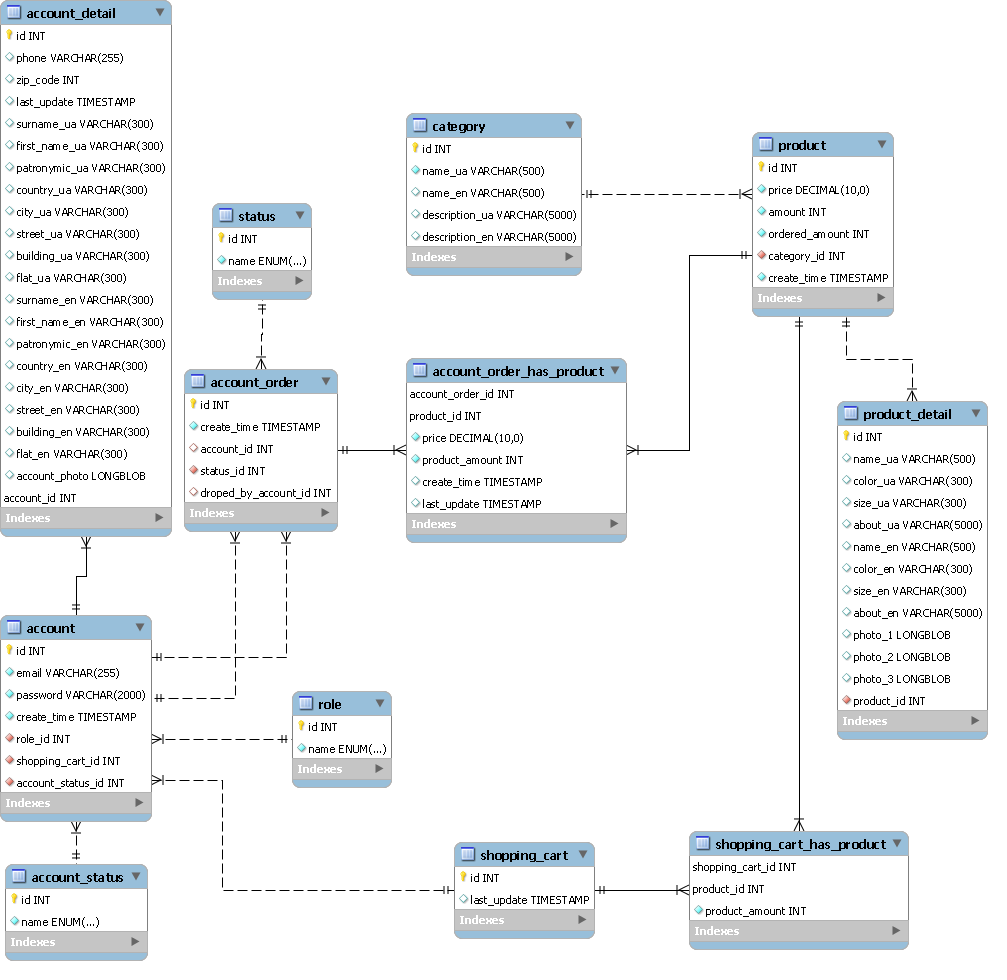 account_detail
id INT
phone VARCHAR(255)
zip_code INT
last_update TIMESTAMP
surname_ua VARCHAR(300)
first_name_ua VARCHAR(300)
patronymic_ua VARCHAR(300)
country_ua VARCHAR(300)
city_ua VARCHAR(300)
street_ua VARCHAR(300)
building_ua VARCHAR(300)
flat_ua VARCHAR(300)
surname_en VARCHAR(300)
first_name_en VARCHAR(300)
patronymic_en VARCHAR(300)
country_en VARCHAR(300)
city_en VARCHAR(300)
street_en VARCHAR(300)
building_en VARCHAR(300)
flat_en VARCHAR(300)
account_photo LONGBLOB
account_id INT
Indexes
category
id INT
name_ua VARCHAR(500)
name_en VARCHAR(500)
description_ua VARCHAR(5000)
description_en VARCHAR(5000)
Indexes
product
id INT
price DECIMAL(10,0)
amount INT
ordered_amount INT
category_id INT
create_time TIMESTAMP
Indexes
status
id INT
name ENUM(...)
Indexes
account_order
id INT
create_time TIMESTAMP
account_id INT
status_id INT
droped_by_account_id INT
Indexes
account_order_has_product
account_order_id INT
product_id INT
price DECIMAL(10,0)
product_amount INT
create_time TIMESTAMP
last_update TIMESTAMP
Indexes
product_detail
id INT
name_ua VARCHAR(500)
color_ua VARCHAR(300)
size_ua VARCHAR(300)
about_ua VARCHAR(5000)
name_en VARCHAR(500)
color_en VARCHAR(300)
size_en VARCHAR(300)
about_en VARCHAR(5000)
photo_1 LONGBLOB
photo_2 LONGBLOB
photo_3 LONGBLOB
product_id INT
Indexes
account
id INT
email VARCHAR(255)
password VARCHAR(2000)
create_time TIMESTAMP
role_id INT
shopping_cart_id INT
account_status_id INT
Indexes
role
id INT
name ENUM(...)
Indexes
account_status
id INT
name ENUM(...)
Indexes
shopping_cart
id INT
last_update TIMESTAMP
Indexes
shopping_cart_has_product
shopping_cart_id INT
product_id INT
product_amount INT
Indexes